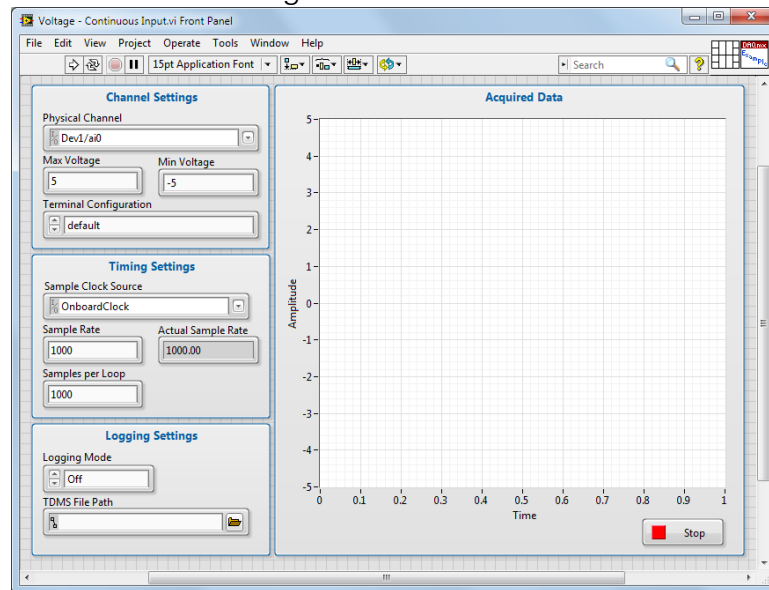 Voltage - Continuous Input.vi Front Panel
File Edit View Project Operate Tools Window Help
15pt Application Font
Search
DAQmx
Example
Channel Settings
Physical Channel
Dev1/ai0
Max Voltage Min Voltage
5 -5
Terminal Configuration
default
Timing Settings
Sample Clock Source
OnboardClock
Sample Rate Actual Sample Rate
1000 1000.00
Samples per Loop
1000
Logging Settings
Logging Mode
Off
TDMS File Path
Acquired Data
Amplitude
5
4
3
2
1
0
-1
-2
-3
-4
-5
0 0.1 0.2 0.3 0.4 0.5 0.6 0.7 0.8 0.9 1
Time
Stop